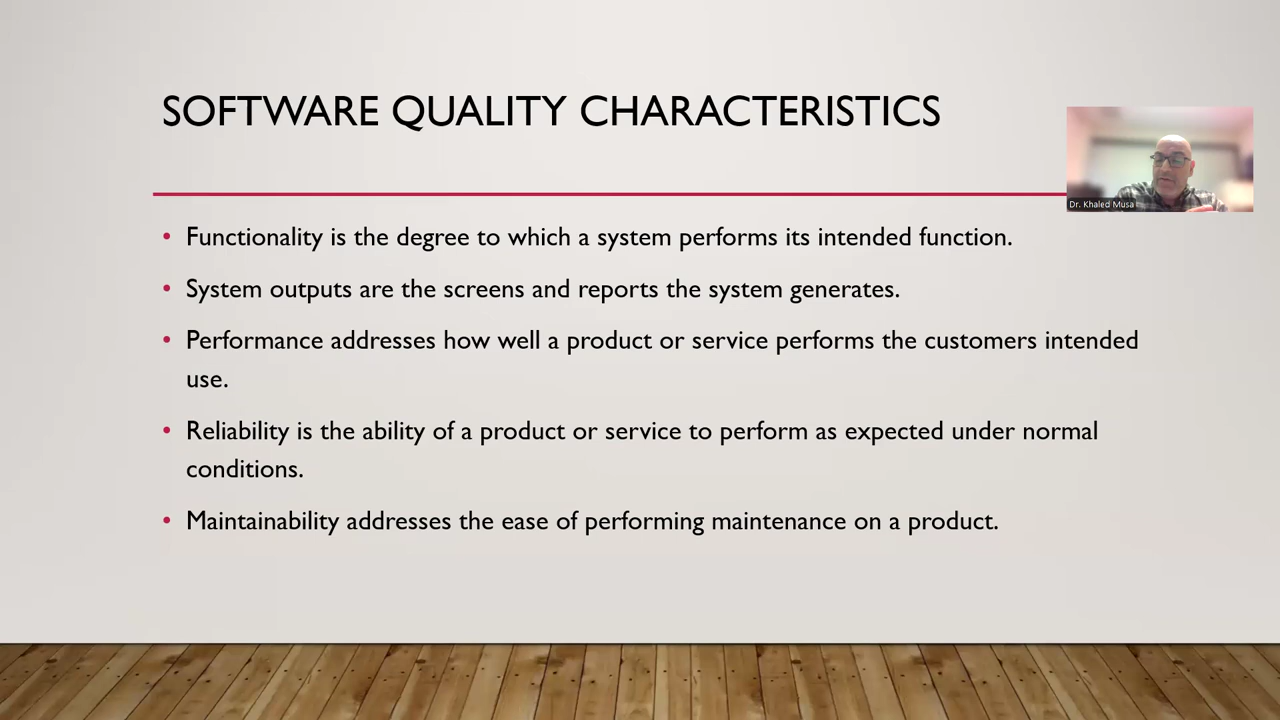 SOFTWARE QUALITY CHARACTERISTICS
Dr. Khaled Musa
• Functionality is the degree to which a system performs its intended function.
• System outputs are the screens and reports the system generates.
• Performance addresses how well a product or service performs the customers intended
use.
• Reliability is the ability of a product or service to perform as expected under normal
conditions.
• Maintainability addresses the ease of performing maintenance on a product.